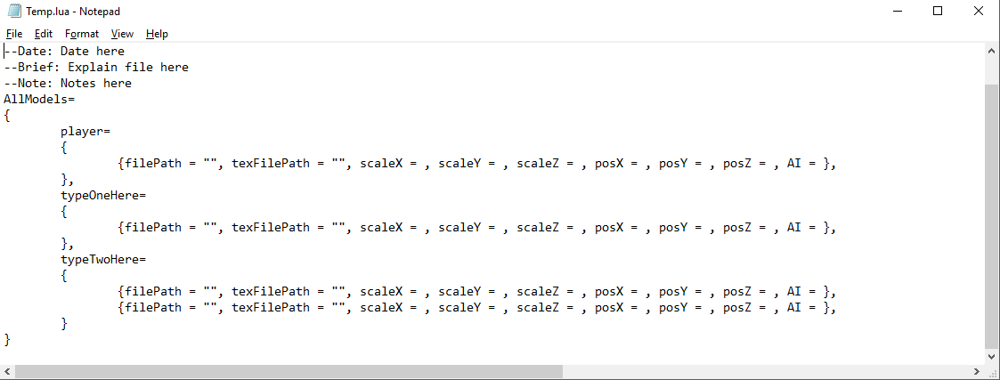 Temp.lua - Notepad
File Edit Format View Help
--Date: Date here
--Brief: Explain file here
--Note: Notes here
AllModels=
{
player=
{
{filePath = "", texFilePath = "", scaleX = , scaleY = , scaleZ = , posX = , posY = , posZ = , AI = },
},
typeOneHere=
{
{filePath = "", texFilePath = "", scaleX = , scaleY = , scaleZ = , posX = , posY = , posZ = , AI = },
},
typeTwoHere=
{
{filePath = "", texFilePath = "", scaleX = , scaleY = , scaleZ = , posX = , posY = , posZ = , AI = },
{filePath = "", texFilePath = "", scaleX = , scaleY = , scaleZ = , posX = , posY = , posZ = , AI = },
}
}